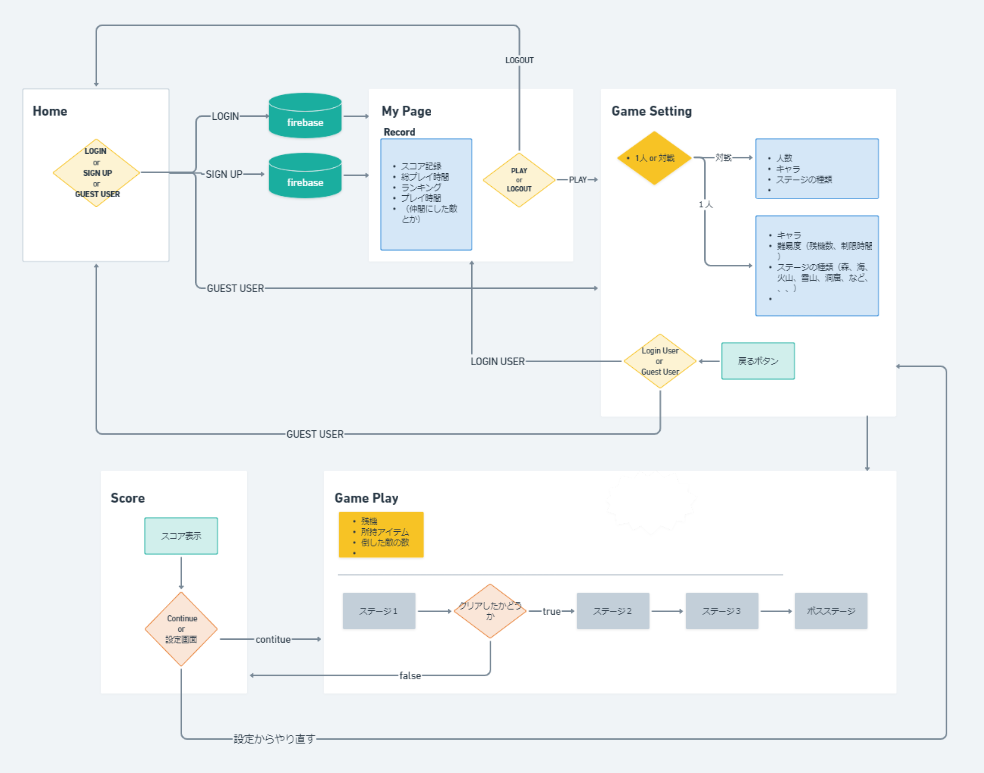 LOGOUT
Home
LOGIN
or
SIGN UP
or
GUEST USER
LOGIN
SIGN UP
firebase
firebase
My Page
Record
• スコア記録
• 総プレイ時間
• ランキング
• プレイ時間
• （仲間にした敵
とか）
PLAY
or
LOGOUT
PLAY
GUEST USER
Game Setting
• 1人 or 対戦
対戦
1人
• 人数
• キャラ
• ステージの種類
•
• キャラ
• 難易度（残機数、制限時間
）
• ステージの種類（森、海、
火山、雪山、洞窟、など、
、、）
•
LOGIN USER
Login User
or
Guest User
戻るボタン
GUEST USER
Score
スコア表示
Continue
or
設定画面
contitue
Game Play
• 残機
• 所持アイテム
• 倒した敵の数
•
ステージ1
クリアしたかどう
か
true
ステージ2
ステージ3
ボスステージ
false
設定からやり直す